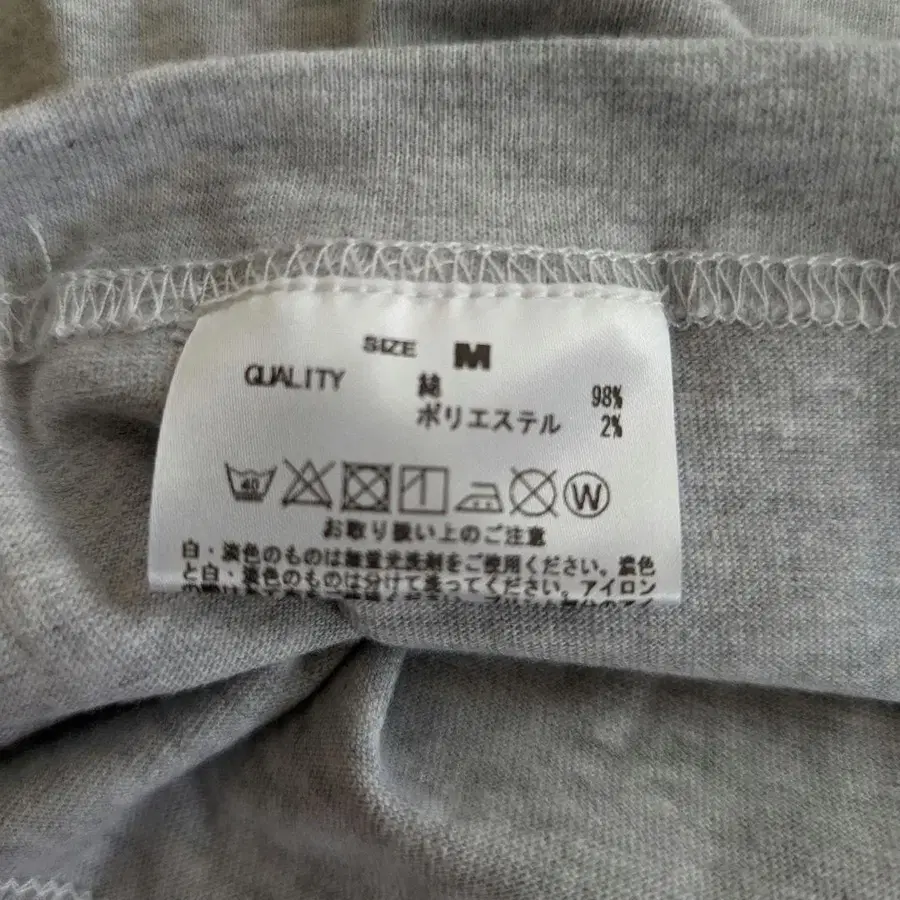 SIZE M
QUALITY 綿 98%
ポリエステル 2%
40
W
お取り扱い上のご注意
白・淡色のものは無蛍光洗剤をご使用ください。濃色
と白・淡色のものは分けて洗ってください。アイロン